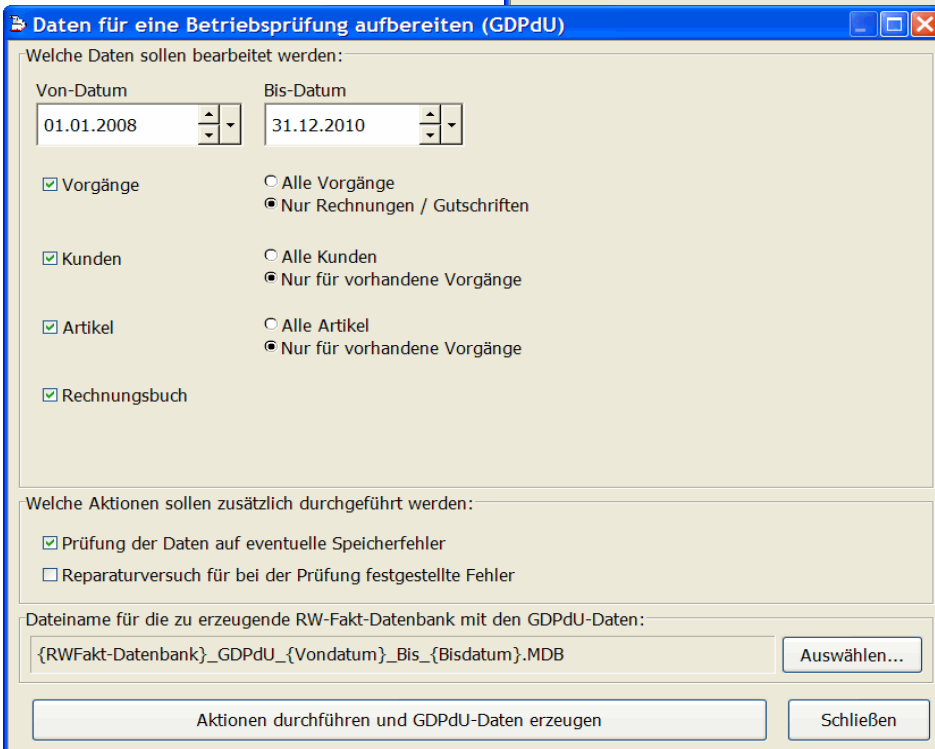 Daten für eine Betriebsprüfung aufbereiten (GDPdU)
Welche Daten sollen bearbeitet werden:
Von-Datum Bis-Datum
01.01.2008 31.12.2010
Vorgänge Alle Vorgänge
Nur Rechnungen / Gutschriften
Kunden Alle Kunden
Nur für vorhandene Vorgänge
Artikel Alle Artikel
Nur für vorhandene Vorgänge
Rechnungsbuch
Welche Aktionen sollen zusätzlich durchgeführt werden:
Prüfung der Daten auf eventuelle Speicherfehler
Reparaturversuch für bei der Prüfung festgestellte Fehler
Dateiname für die zu erzeugende RW-Fakt-Datenbank mit den GDPdU-Daten:
{RWFakt-Datenbank}_GDPdU_{Vondatum}_Bis_{Bisdatum}.MDB Auswählen...
Aktionen durchführen und GDPdU-Daten erzeugen Schließen